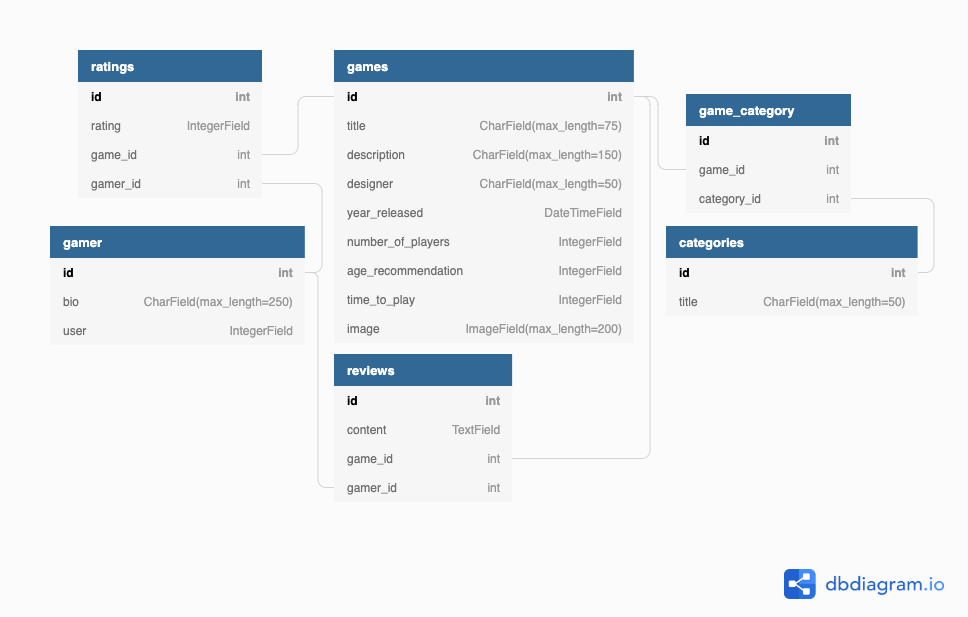 ratings
id int
rating IntegerField
game_id int
gamer_id int
games
id int
title CharField(max_length=75)
description CharField(max_length=150)
designer CharField(max_length=50)
year_released DateTimeField
number_of_players IntegerField
age_recommendation IntegerField
time_to_play IntegerField
image ImageField(max_length=200)
game_category
id int
game_id int
category_id int
gamer
id int
bio CharField(max_length=250)
user IntegerField
categories
id int
title CharField(max_length=50)
reviews
id int
content TextField
game_id int
gamer_id int
dbdiagram.io